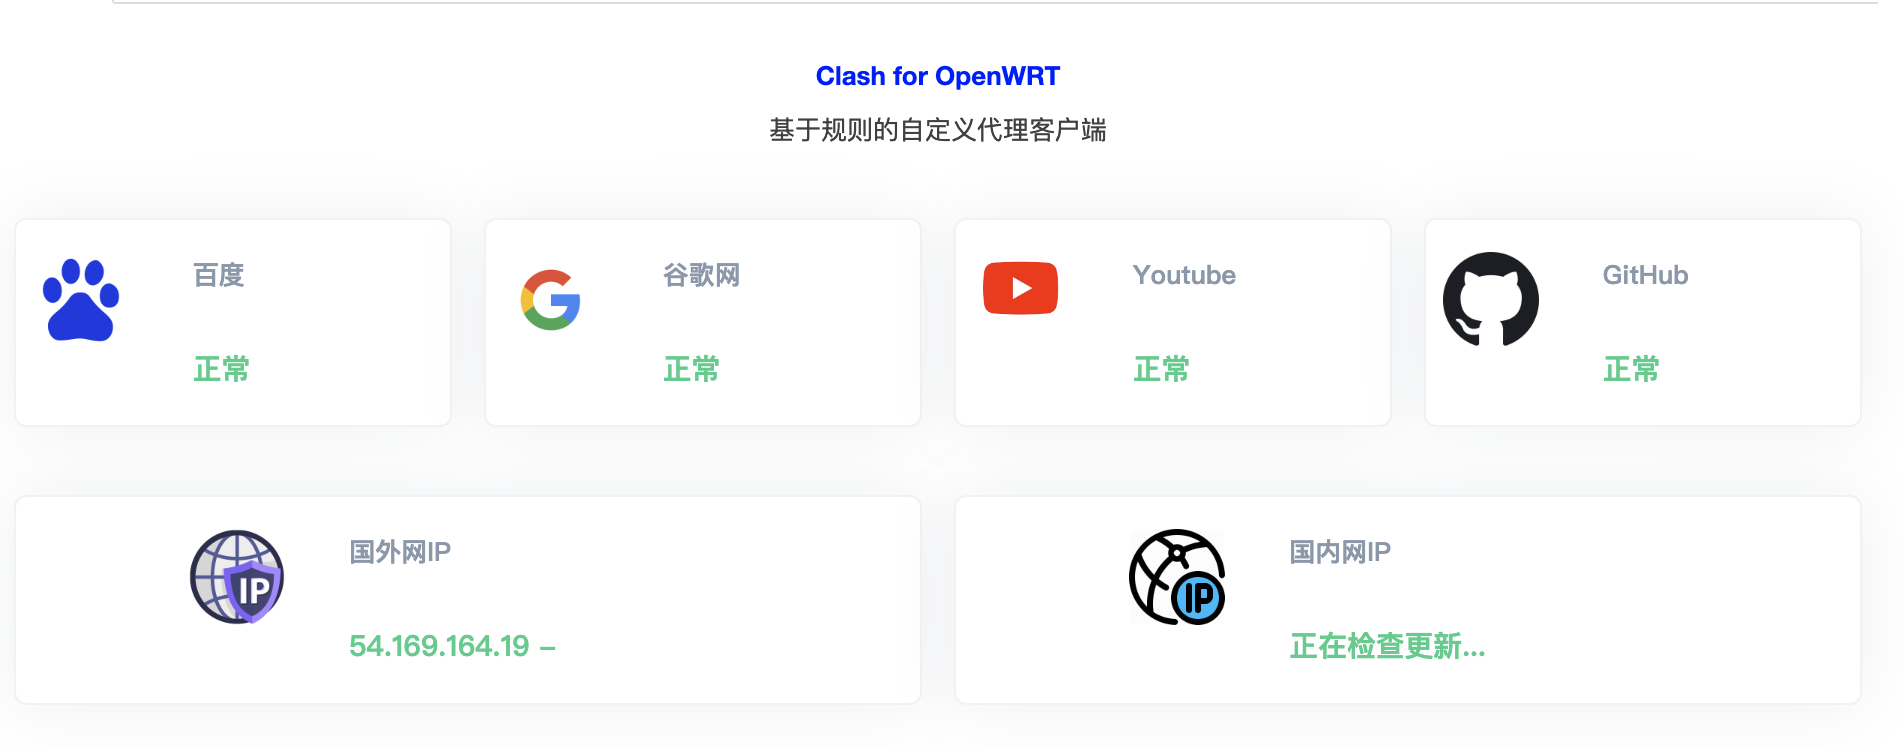 Clash for OpenWRT
基于规则的自定义代理客户端
百度
正常
谷歌网
正常
Youtube
正常
GitHub
正常
国外网IP
IP
54.169.164.19 –
国内网IP
IP
正在检查更新...